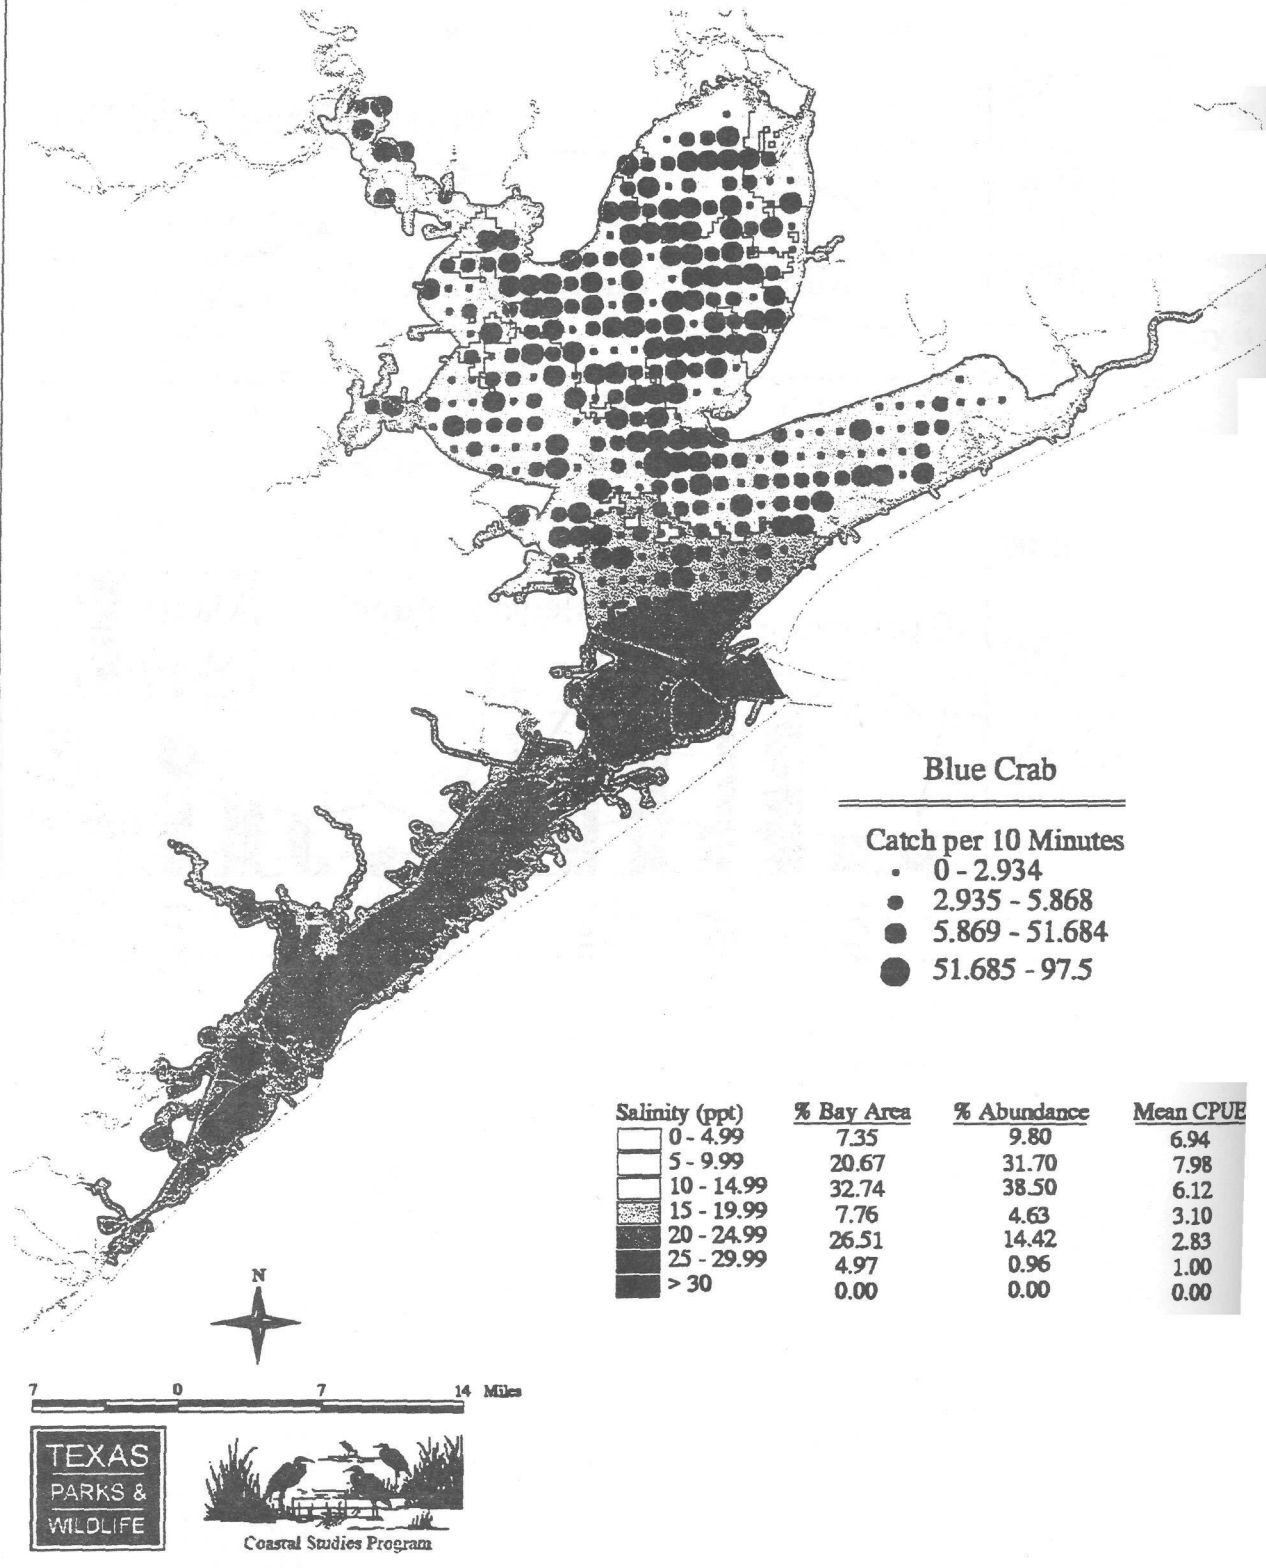 Blue Crab
Catch per 10 Minutes
0 - 2.934
2.935 - 5.868
5.869 - 51.684
51.685 - 97.5
Salinity (ppt) % Bay Area % Abundance Mean CPUE
0 - 4.99 7.35 9.80 6.94
5 - 9.99 20.67 31.70 7.98
10 - 14.99 32.74 38.50 6.12
15 - 19.99 7.76 4.63 3.10
20 - 24.99 26.51 14.42 2.83
25 - 29.99 4.97 0.96 1.00
> 30 0.00 0.00 0.00
N
7 0 7 14 Miles
TEXAS
PARKS &
WILDLIFE
Coastal Studies Program